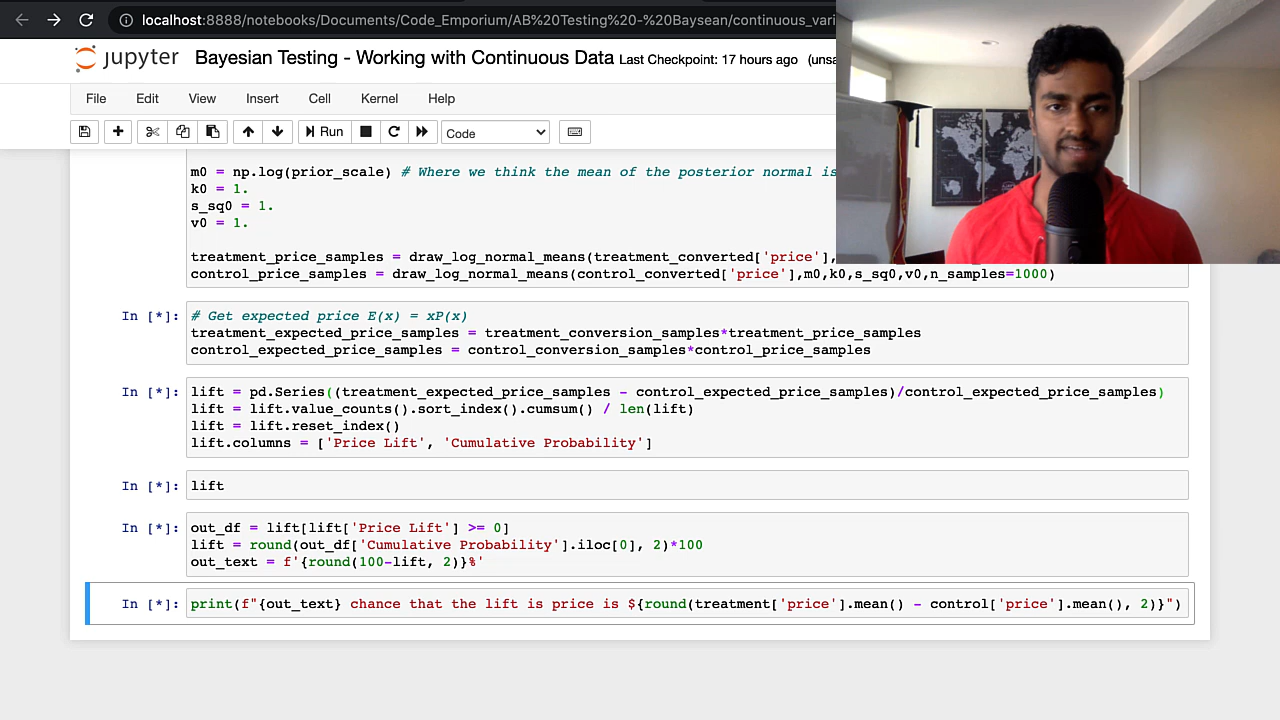 localhost:8888/notebooks/Documents/Code_Emporium/AB%20Testing%20-%20Baysean/continuous_vari
jupyter Bayesian Testing - Working with Continuous Data Last Checkpoint: 17 hours ago (unsa
File Edit View Insert Cell Kernel Help
Run Code
m0 = np.log(prior_scale) # Where we think the mean of the posterior normal is
k0 = 1.
s_sq0 = 1.
v0 = 1.
treatment_price_samples = draw_log_normal_means(treatment_converted['price'],
control_price_samples = draw_log_normal_means(control_converted['price'],m0,k0,s_sq0,v0,n_samples=1000)
In [*]: # Get expected price E(x) = xP(x)
treatment_expected_price_samples = treatment_conversion_samples*treatment_price_samples
control_expected_price_samples = control_conversion_samples*control_price_samples
In [*]: lift = pd.Series((treatment_expected_price_samples - control_expected_price_samples)/control_expected_price_samples)
lift = lift.value_counts().sort_index().cumsum() / len(lift)
lift = lift.reset_index()
lift.columns = ['Price Lift', 'Cumulative Probability']
In [*]: lift
In [*]: out_df = lift[lift['Price Lift'] >= 0]
lift = round(out_df['Cumulative Probability'].iloc[0], 2)*100
out_text = f'{round(100-lift, 2)}%'
In [*]: print(f"{out_text} chance that the lift is price is ${round(treatment['price'].mean() - control['price'].mean(), 2)}")